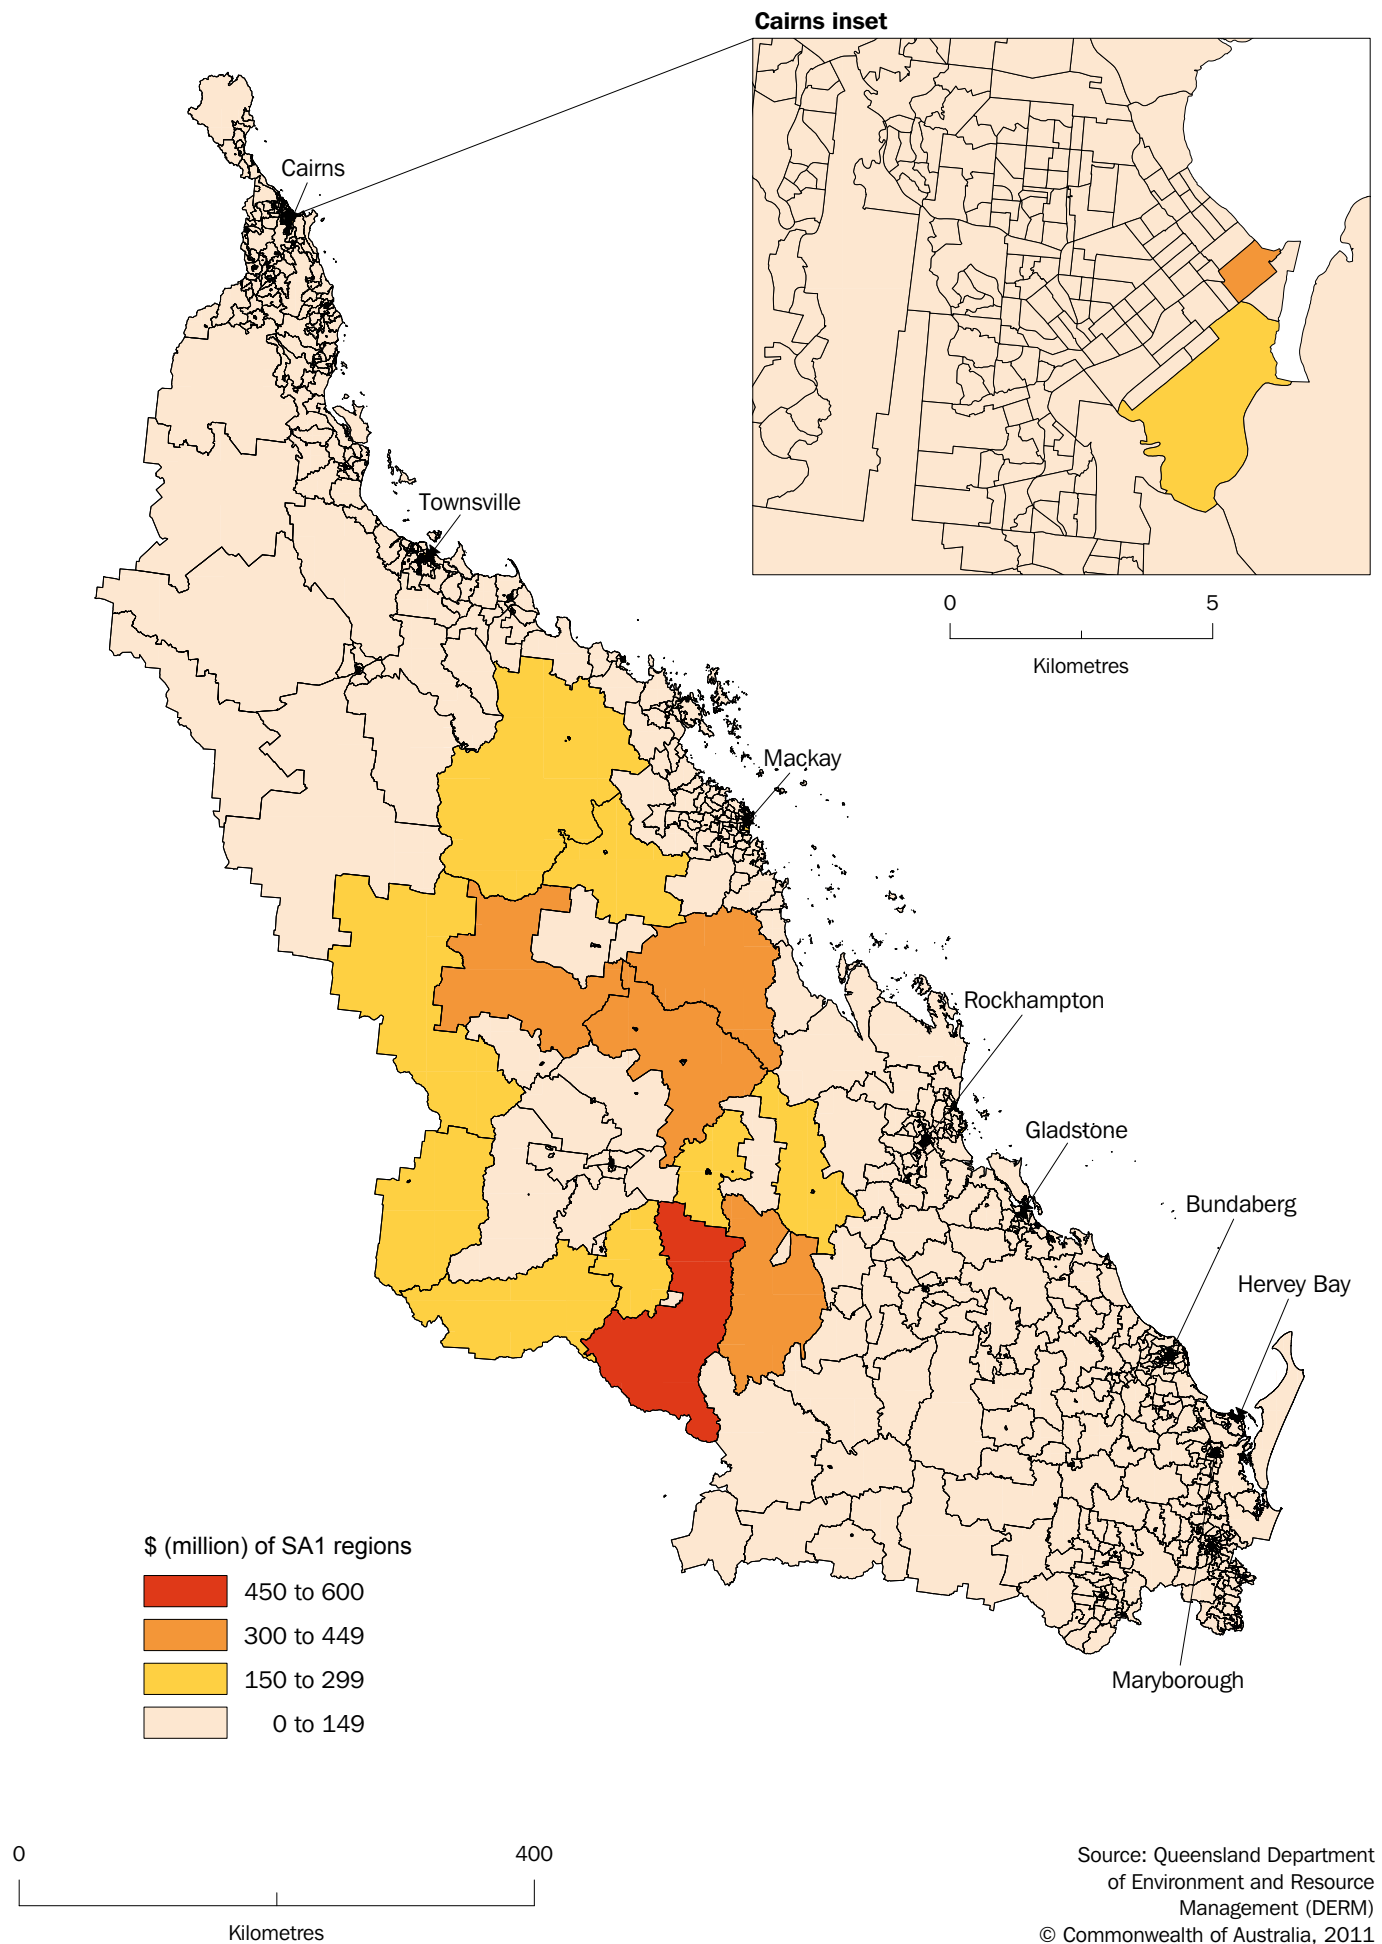 Cairns inset
Cairns
Townsville
0 5
Kilometres
Mackay
Rockhampton
Gladstone
Bundaberg
Hervey Bay
Maryborough
$ (million) of SA1 regions
450 to 600
300 to 449
150 to 299
0 to 149
0 400
Kilometres
Source: Queensland Department
of Environment and Resource
Management (DERM)
© Commonwealth of Australia, 2011